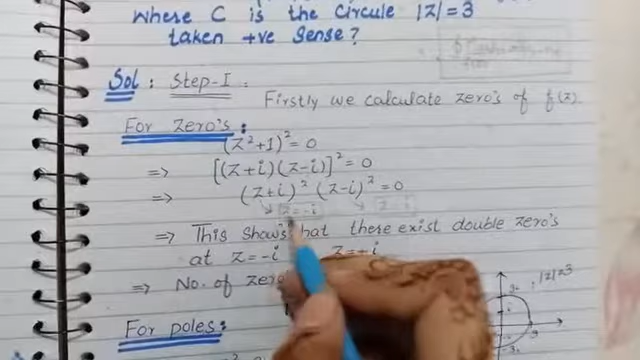 Where C is the Circule |z|=3
taken +ve Sense?
Sol: Step-I:
Firstly we calculate zero's of f(z).
For zero's:
(z²+1)²=0
=> [(z+i)(z-i)]²=0
=> (z+i)² (z-i)²=0
z=-i z=i
=> This shows that there exist double zero's
at z=-i z=+i
=> No. of zero
For poles:
|z|=3